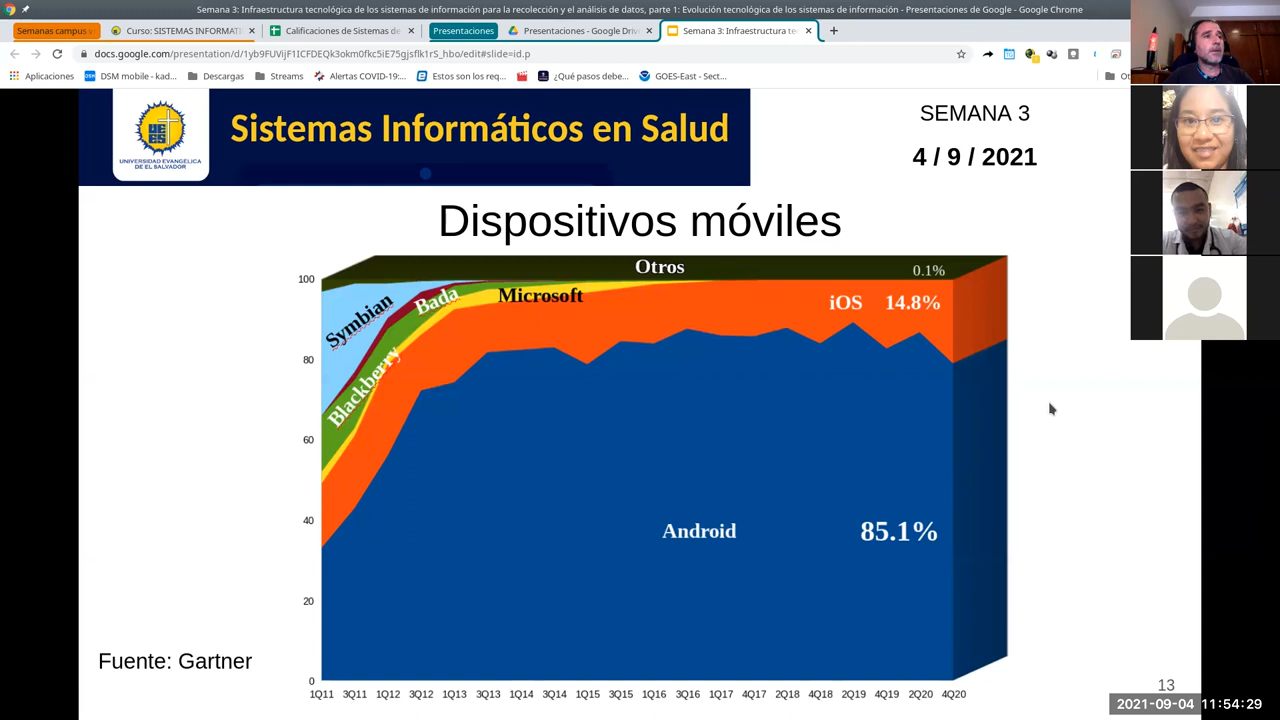 Semana 3: Infraestructura tecnológica de los sistemas de información para la recolección y el análisis de datos, parte 1: Evolución tecnológica de los sistemas de información - Presentaciones de Google - Google Chrome
Semanas campus vi
Curso: SISTEMAS INFORMATI
Calificaciones de Sistemas de
Presentaciones
Presentaciones - Google Drive
Semana 3: Infraestructura te
docs.google.com/presentation/d/1yb9FUVijF1ICFDEQk3okm0fkc5iE75gjsflk1rS_hbo/edit#slide=id.p
Aplicaciones
DSM mobile - kad...
Descargas
Streams
Alertas COVID-19:...
Estos son los req...
¿Qué pasos debe...
GOES-East - Sect...
UNIVERSIDAD EVANGÉLICA
DE EL SALVADOR
Sistemas Informáticos en Salud
SEMANA 3
4 / 9 / 2021
Dispositivos móviles
Otros 0.1%
Symbian
Bada
Blackberry
Microsoft
iOS 14.8%
Android 85.1%
100
80
60
40
20
0
1Q11 3Q11 1Q12 3Q12 1Q13 3Q13 1Q14 3Q14 1Q15 3Q15 1Q16 3Q16 1Q17 4Q17 2Q18 4Q18 2Q19 4Q19 2Q20 4Q20
Fuente: Gartner
13
2021-09-04 11:54:29